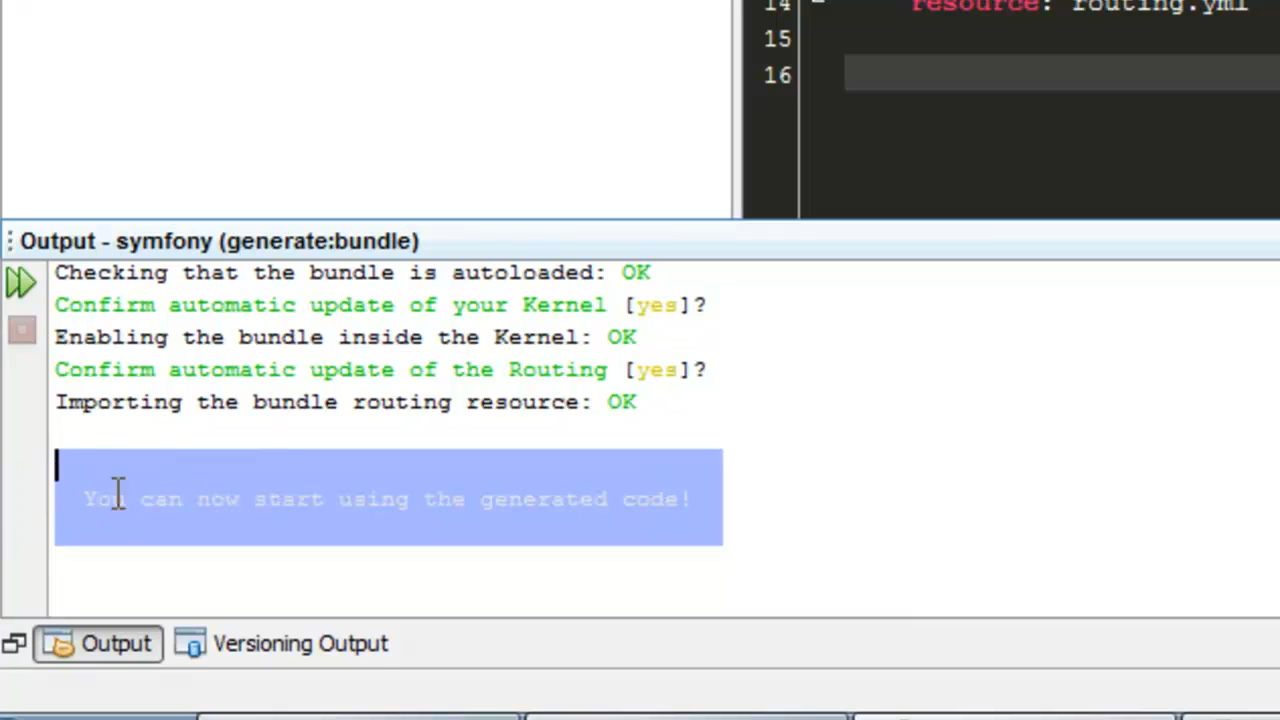 14
resource: routing.yml
15
16
Output - symfony (generate:bundle)
Checking that the bundle is autoloaded: OK
Confirm automatic update of your Kernel [yes]?
Enabling the bundle inside the Kernel: OK
Confirm automatic update of the Routing [yes]?
Importing the bundle routing resource: OK
You can now start using the generated code!
Output
Versioning Output